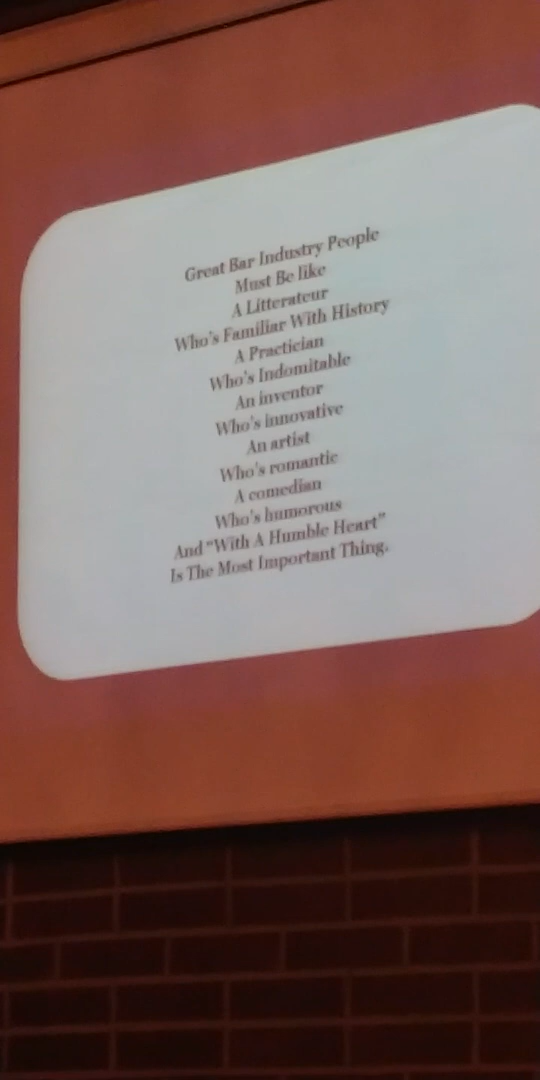 Great Bar Industry People
Must Be like
A Litterateur
Who's Familiar With History
A Practician
Who's Indomitable
An inventor
Who's innovative
An artist
Who's romantic
A comedian
Who's humorous
And "With A Humble Heart"
Is The Most Important Thing.